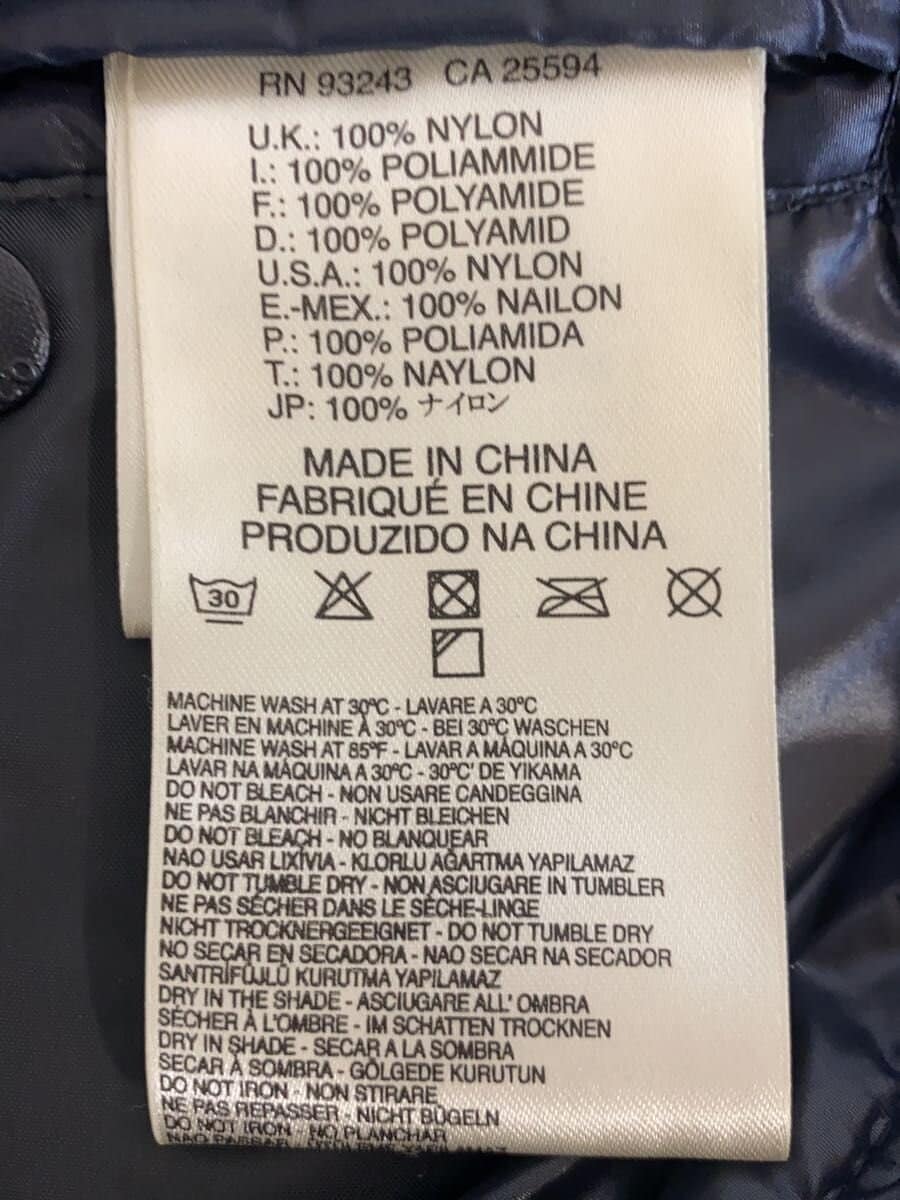 RN 93243 CA 25594
U.K.: 100% NYLON
I.: 100% POLIAMMIDE
F.: 100% POLYAMIDE
D.: 100% POLYAMID
U.S.A.: 100% NYLON
E.-MEX.: 100% NAILON
P.: 100% POLIAMIDA
T.: 100% NAYLON
JP: 100% ナイロン
MADE IN CHINA
FABRIQUÉ EN CHINE
PRODUZIDO NA CHINA
30
MACHINE WASH AT 30°C - LAVARE A 30°C
LAVER EN MACHINE À 30°C - BEI 30°C WASCHEN
MACHINE WASH AT 85°F - LAVAR A MÁQUINA A 30°C
LAVAR NA MÁQUINA A 30°C - 30°C' DE YIKAMA
DO NOT BLEACH - NON USARE CANDEGGINA
NE PAS BLANCHIR - NICHT BLEICHEN
DO NOT BLEACH - NO BLANQUEAR
NAO USAR LIXÍVIA - KLORLU AĞARTMA YAPILAMAZ
DO NOT TUMBLE DRY - NON ASCIUGARE IN TUMBLER
NE PAS SÉCHER DANS LE SÈCHE-LINGE
NICHT TROCKNERGEEIGNET - DO NOT TUMBLE DRY
NO SECAR EN SECADORA - NAO SECAR NA SECADOR
SANTRİFÜJLÜ KURUTMA YAPILAMAZ
DRY IN THE SHADE - ASCIUGARE ALL' OMBRA
SÉCHER À L'OMBRE - IM SCHATTEN TROCKNEN
DRY IN SHADE - SECAR A LA SOMBRA
SECAR À SOMBRA - GÖLGEDE KURUTUN
DO NOT IRON - NON STIRARE
NE PAS REPASSER - NICHT BÜGELN
DO NOT IRON - NO PLANCHAR
NAO PASSAR